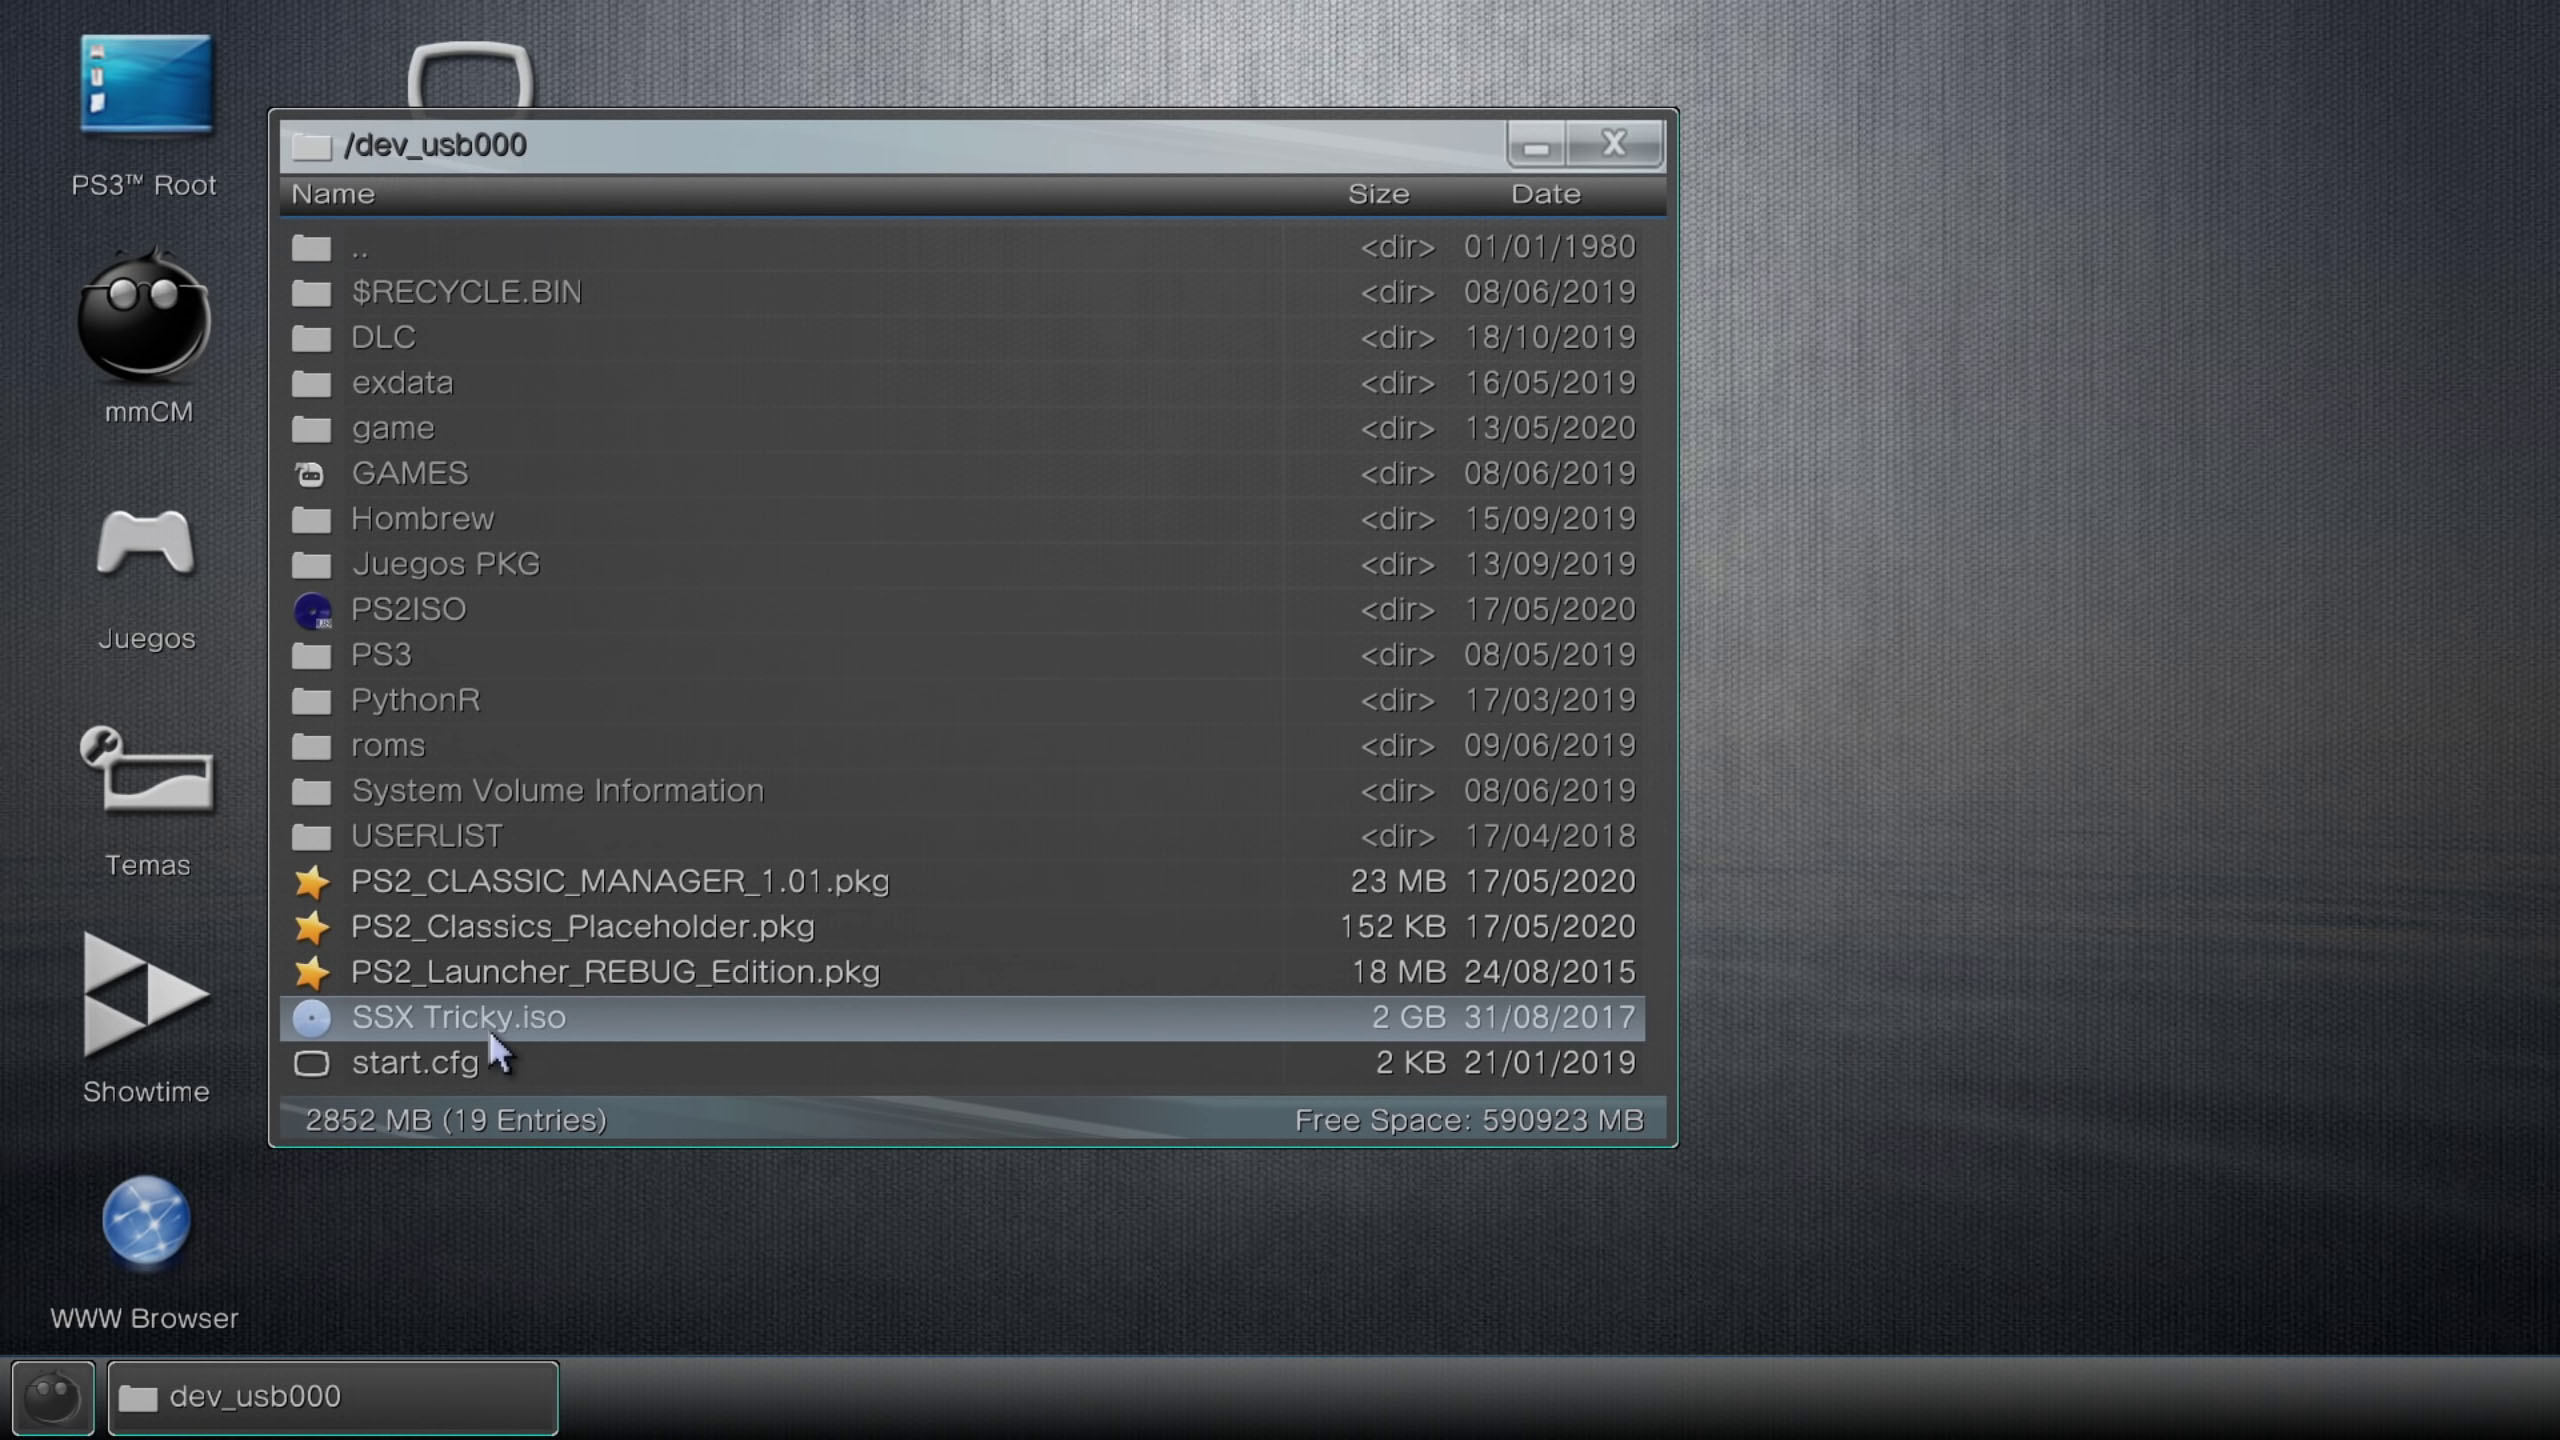 PS3™ Root
mmCM
Juegos
Temas
Showtime
WWW Browser
/dev_usb000
X
Name Size Date
.. <dir> 01/01/1980
$RECYCLE.BIN <dir> 08/06/2019
DLC <dir> 18/10/2019
exdata <dir> 16/05/2019
game <dir> 13/05/2020
GAMES <dir> 08/06/2019
Hombrew <dir> 15/09/2019
Juegos PKG <dir> 13/09/2019
PS2ISO <dir> 17/05/2020
PS3 <dir> 08/05/2019
PythonR <dir> 17/03/2019
roms <dir> 09/06/2019
System Volume Information <dir> 08/06/2019
USERLIST <dir> 17/04/2018
PS2_CLASSIC_MANAGER_1.01.pkg 23 MB 17/05/2020
PS2_Classics_Placeholder.pkg 152 KB 17/05/2020
PS2_Launcher_REBUG_Edition.pkg 18 MB 24/08/2015
SSX Tricky.iso 2 GB 31/08/2017
start.cfg 2 KB 21/01/2019
2852 MB (19 Entries) Free Space: 590923 MB
dev_usb000